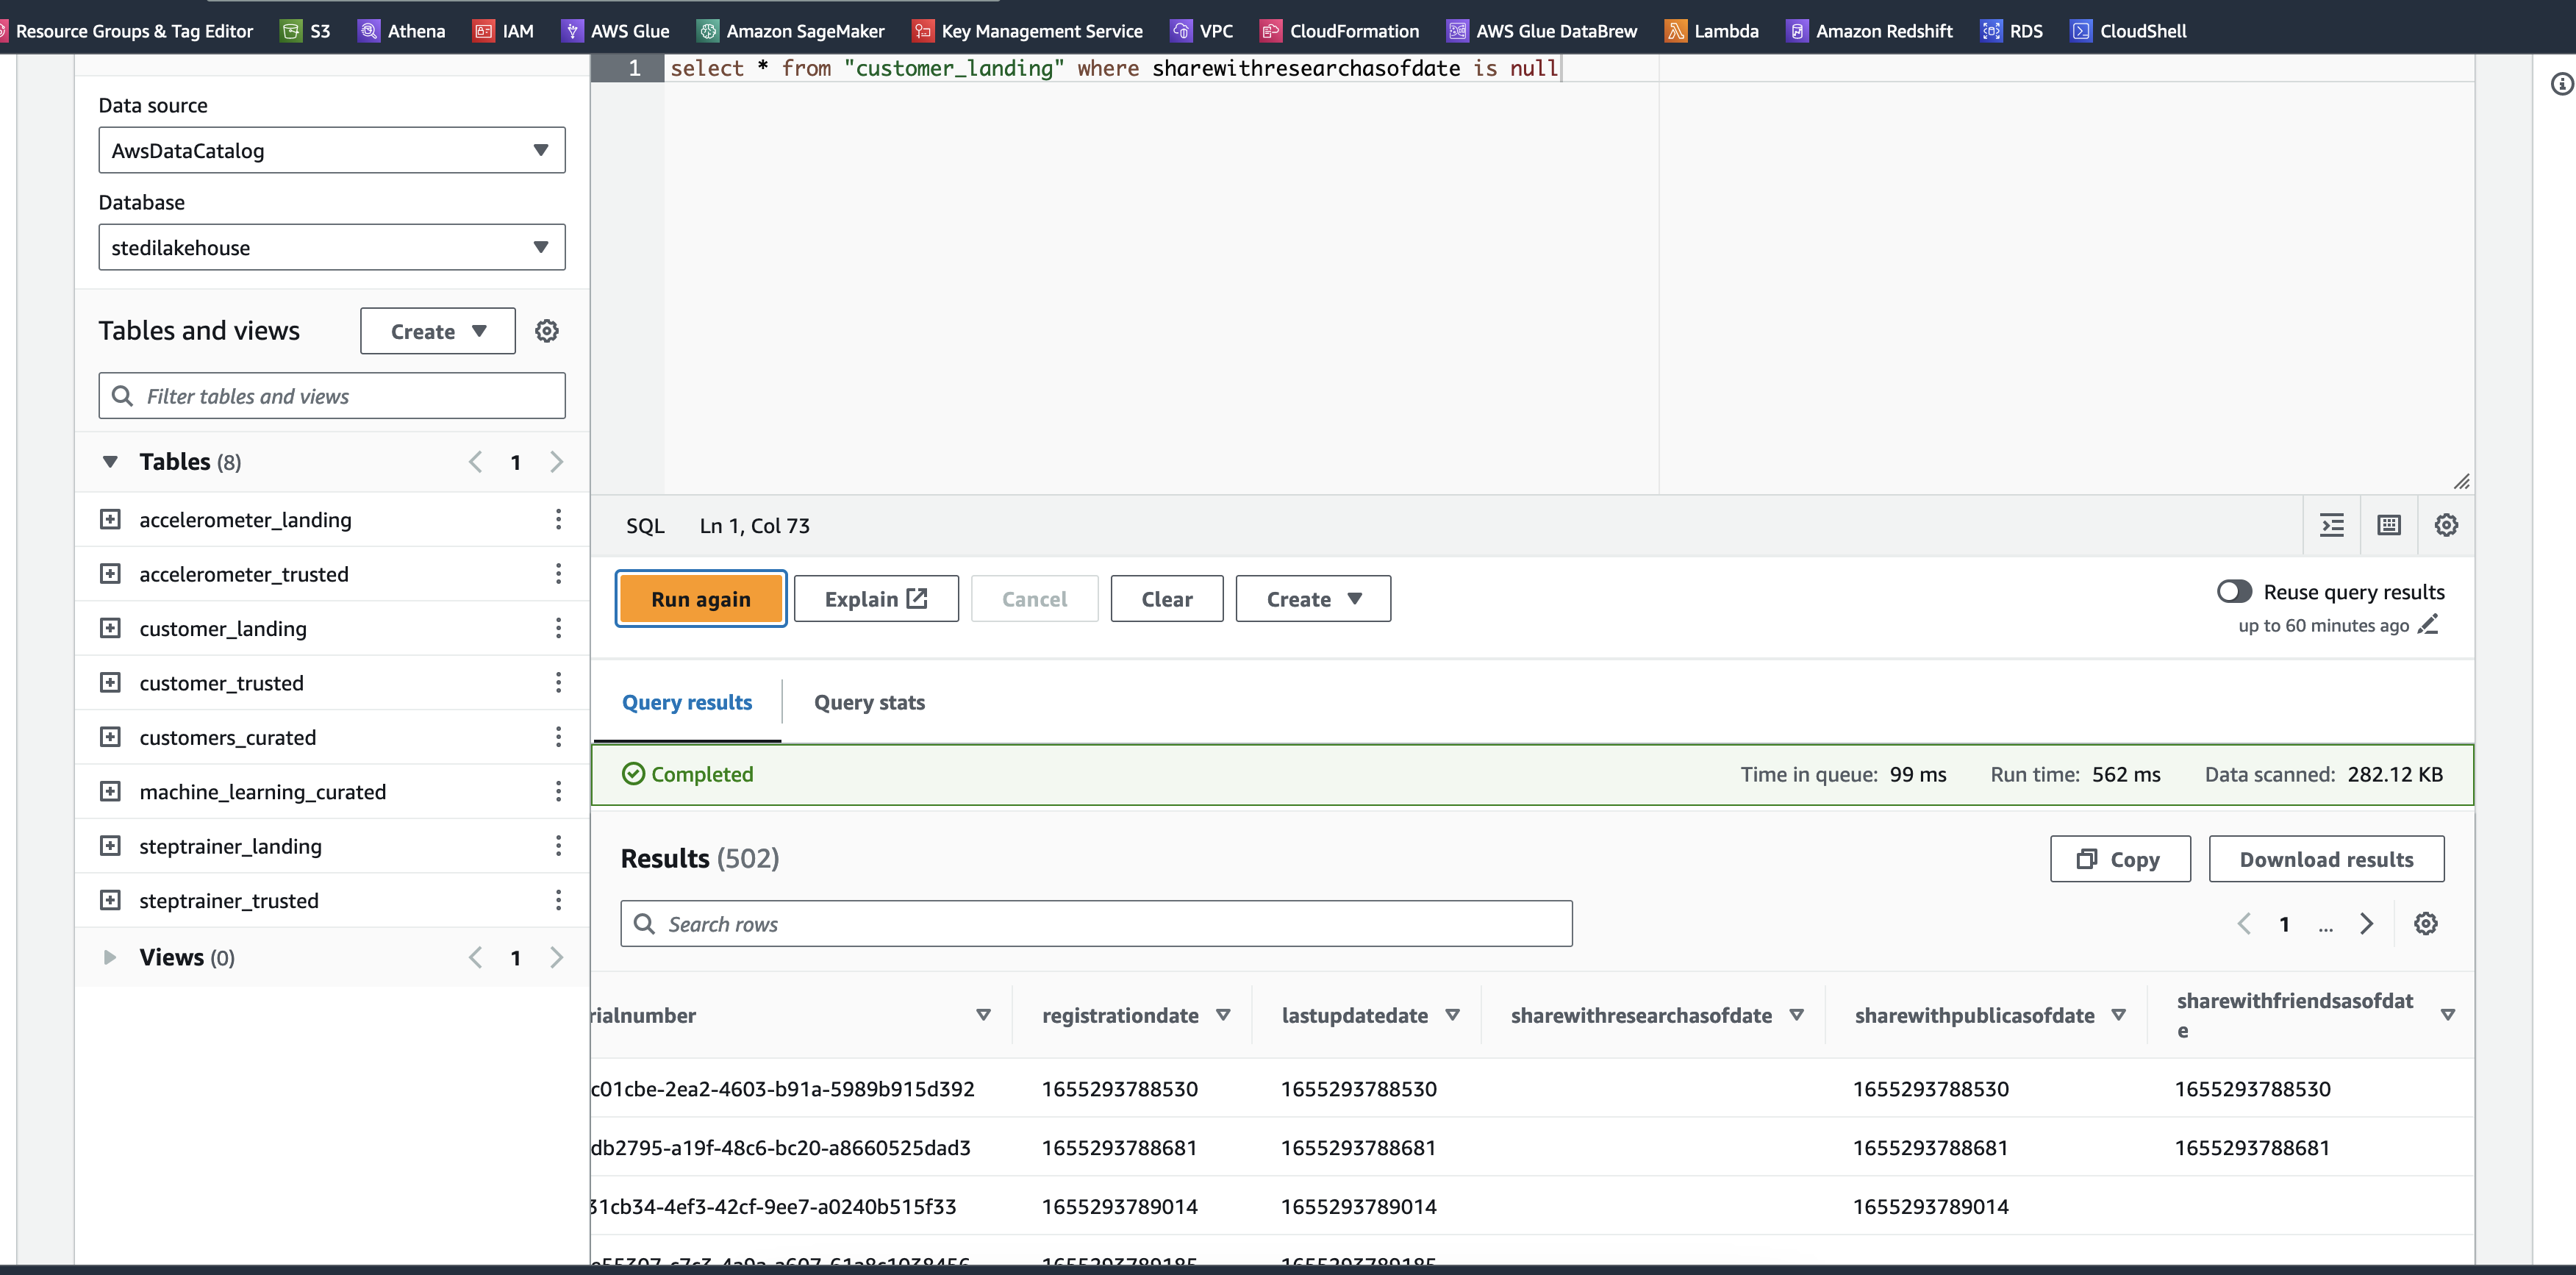 Resource Groups & Tag Editor S3 Athena IAM AWS Glue Amazon SageMaker Key Management Service VPC CloudFormation AWS Glue DataBrew Lambda Amazon Redshift RDS CloudShell
1 select * from "customer_landing" where sharewithresearchasofdate is null
Data source
AwsDataCatalog
Database
stedilakehouse
Tables and views Create
Filter tables and views
Tables (8) 1
accelerometer_landing
accelerometer_trusted
customer_landing
customer_trusted
customers_curated
machine_learning_curated
steptrainer_landing
steptrainer_trusted
Views (0) 1
SQL Ln 1, Col 73
Run again Explain Cancel Clear Create
Reuse query results
up to 60 minutes ago
Query results Query stats
Completed Time in queue: 99 ms Run time: 562 ms Data scanned: 282.12 KB
Results (502) Copy Download results
Search rows 1 ...
rialnumber registrationdate lastupdatedate sharewithresearchasofdate sharewithpublicasofdate sharewithfriendsasofdat
e
c01cbe-2ea2-4603-b91a-5989b915d392 1655293788530 1655293788530 1655293788530 1655293788530
db2795-a19f-48c6-bc20-a8660525dad3 1655293788681 1655293788681 1655293788681 1655293788681
31cb34-4ef3-42cf-9ee7-a0240b515f33 1655293789014 1655293789014 1655293789014
1655293789185 1655293789185